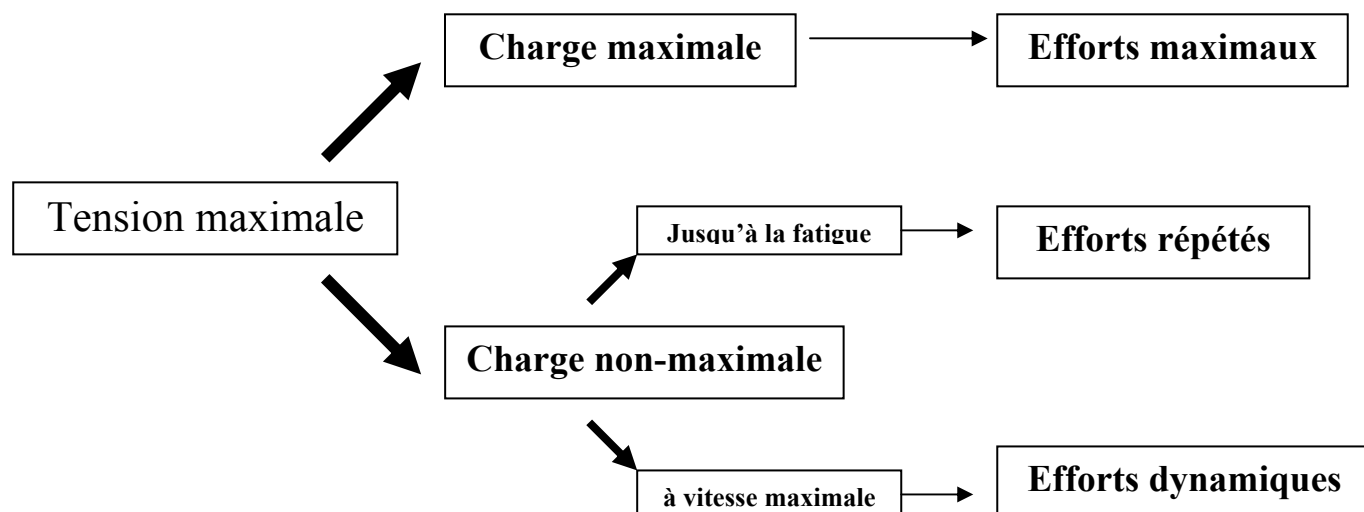 Charge maximale
Efforts maximaux
Tension maximale
Jusqu’à la fatigue
Efforts répétés
Charge non-maximale
à vitesse maximale
Efforts dynamiques